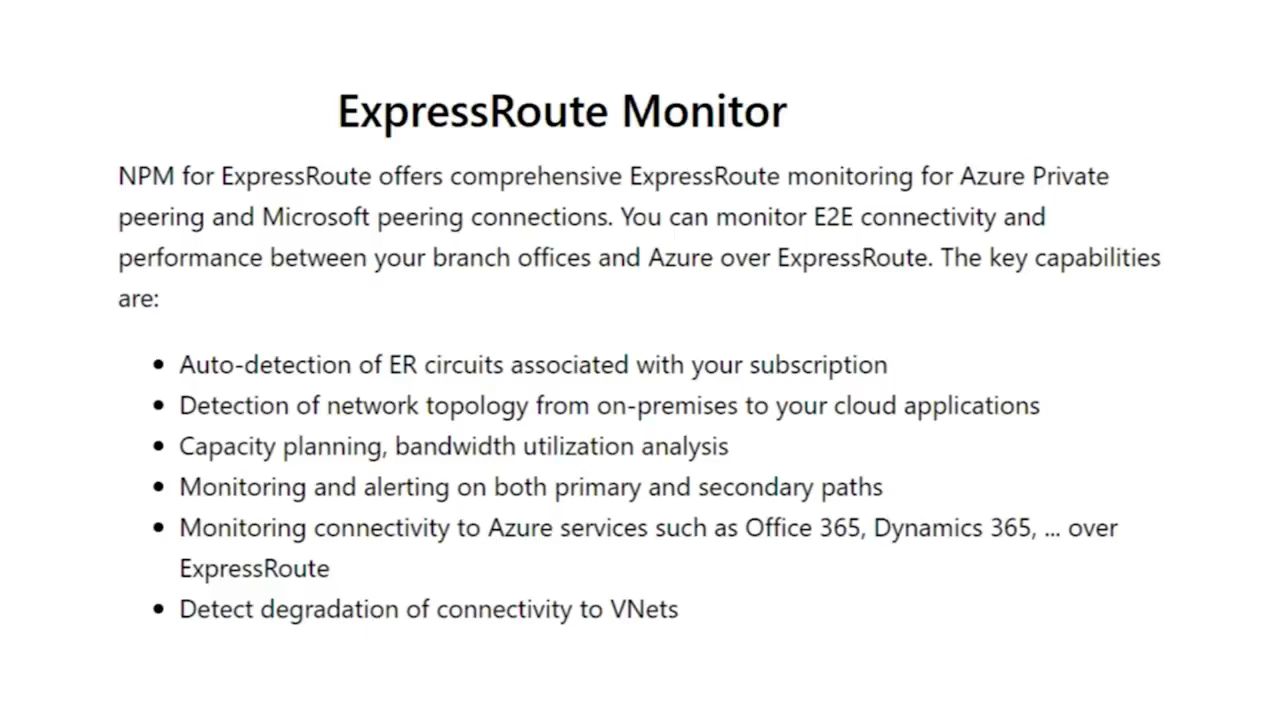 ExpressRoute Monitor
NPM for ExpressRoute offers comprehensive ExpressRoute monitoring for Azure Private
peering and Microsoft peering connections. You can monitor E2E connectivity and
performance between your branch offices and Azure over ExpressRoute. The key capabilities
are:
• Auto-detection of ER circuits associated with your subscription
• Detection of network topology from on-premises to your cloud applications
• Capacity planning, bandwidth utilization analysis
• Monitoring and alerting on both primary and secondary paths
• Monitoring connectivity to Azure services such as Office 365, Dynamics 365, ... over
ExpressRoute
• Detect degradation of connectivity to VNets